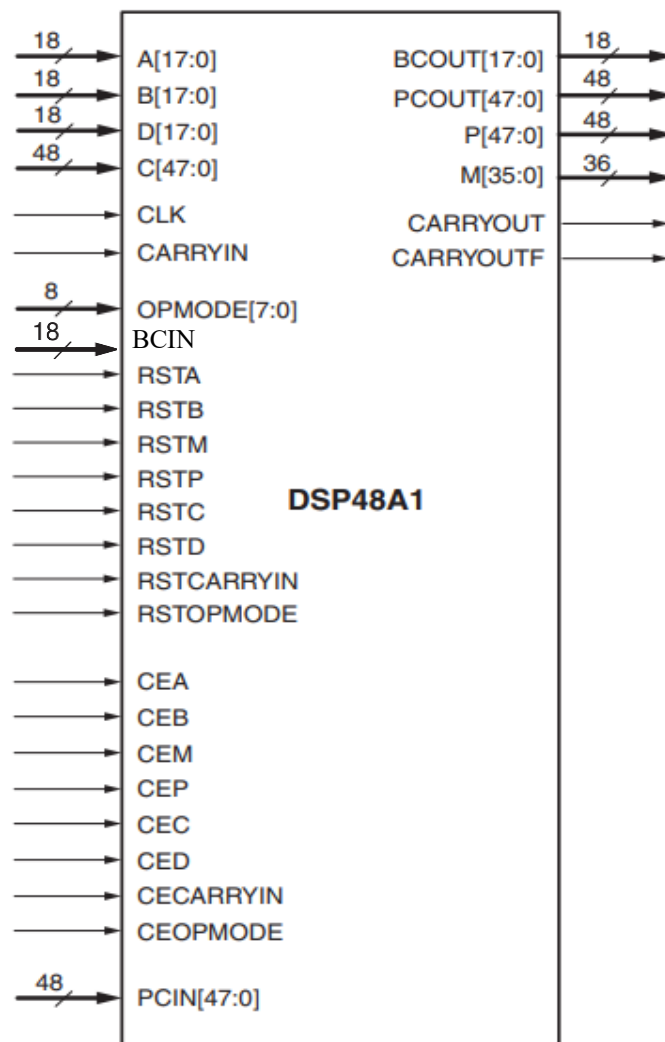 18 A[17:0] BCOUT[17:0] 18
18 B[17:0] PCOUT[47:0] 48
18 D[17:0] P[47:0] 48
48 C[47:0] M[35:0] 36
CLK CARRYOUT
CARRYIN CARRYOUTF
8 OPMODE[7:0]
18 BCIN
RSTA
RSTB
RSTM
RSTP
RSTC DSP48A1
RSTD
RSTCARRYIN
RSTOPMODE
CEA
CEB
CEM
CEP
CEC
CED
CECARRYIN
CEOPMODE
48 PCIN[47:0]